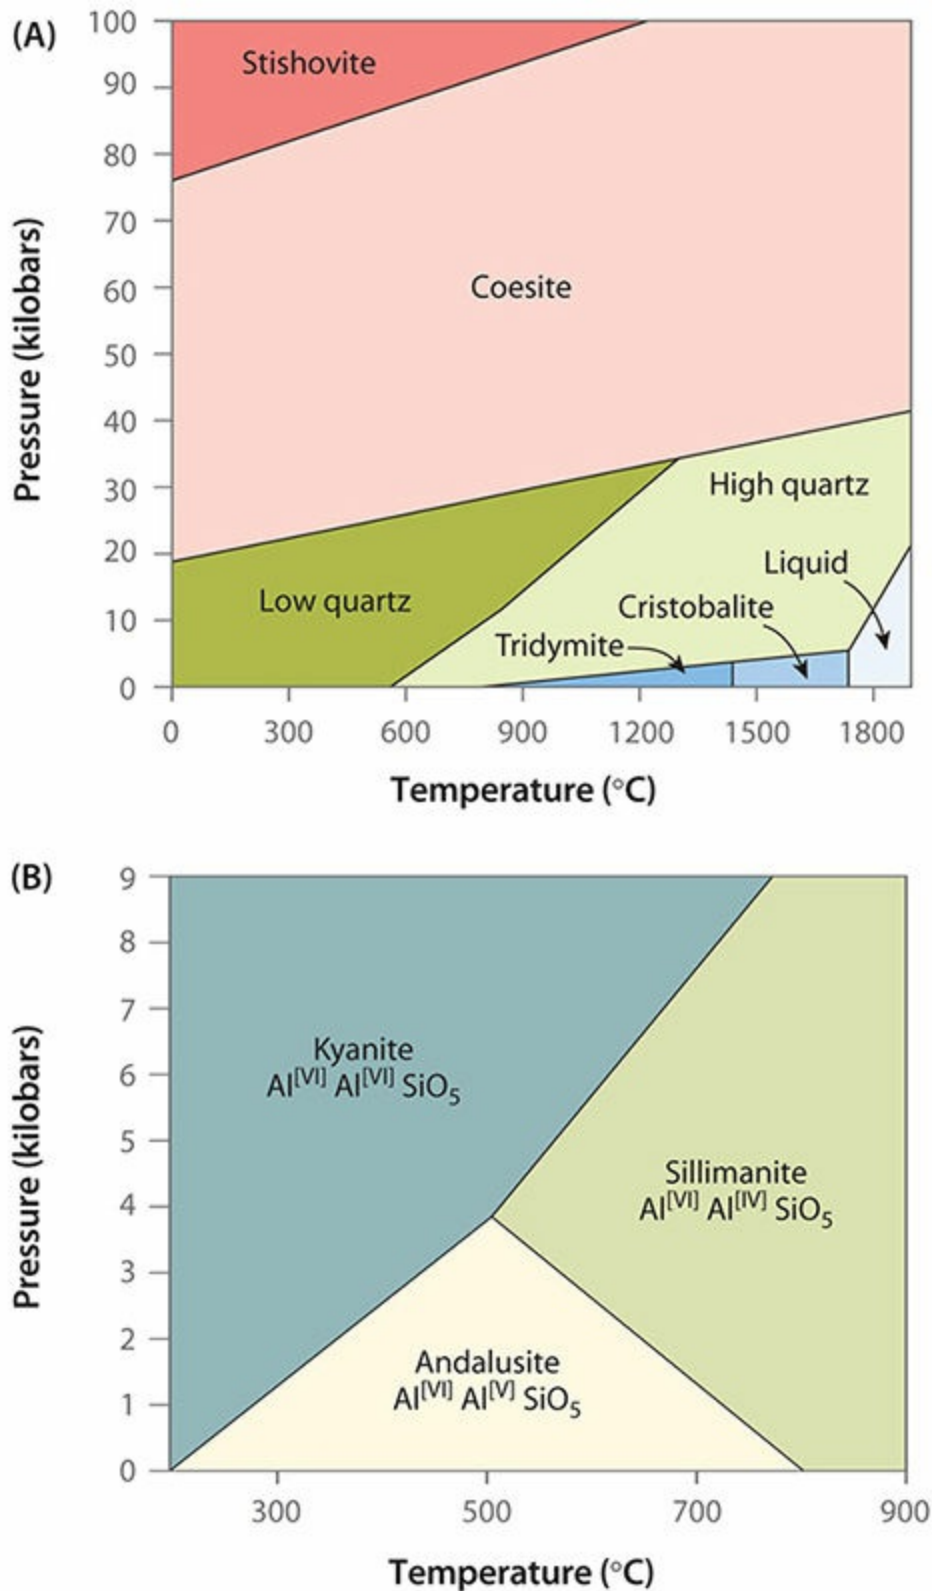 (A)
100
90
80
70
60
50
40
30
20
10
0
Pressure (kilobars)
Stishovite
Coesite
High quartz
Liquid
Low quartz
Cristobalite
Tridymite
0 300 600 900 1200 1500 1800
Temperature (°C)
(B)
9
8
7
6
5
4
3
2
1
0
Pressure (kilobars)
Kyanite
Al[VI] Al[VI] SiO5
Sillimanite
Al[VI] Al[IV] SiO5
Andalusite
Al[VI] Al[V] SiO5
300 500 700 900
Temperature (°C)